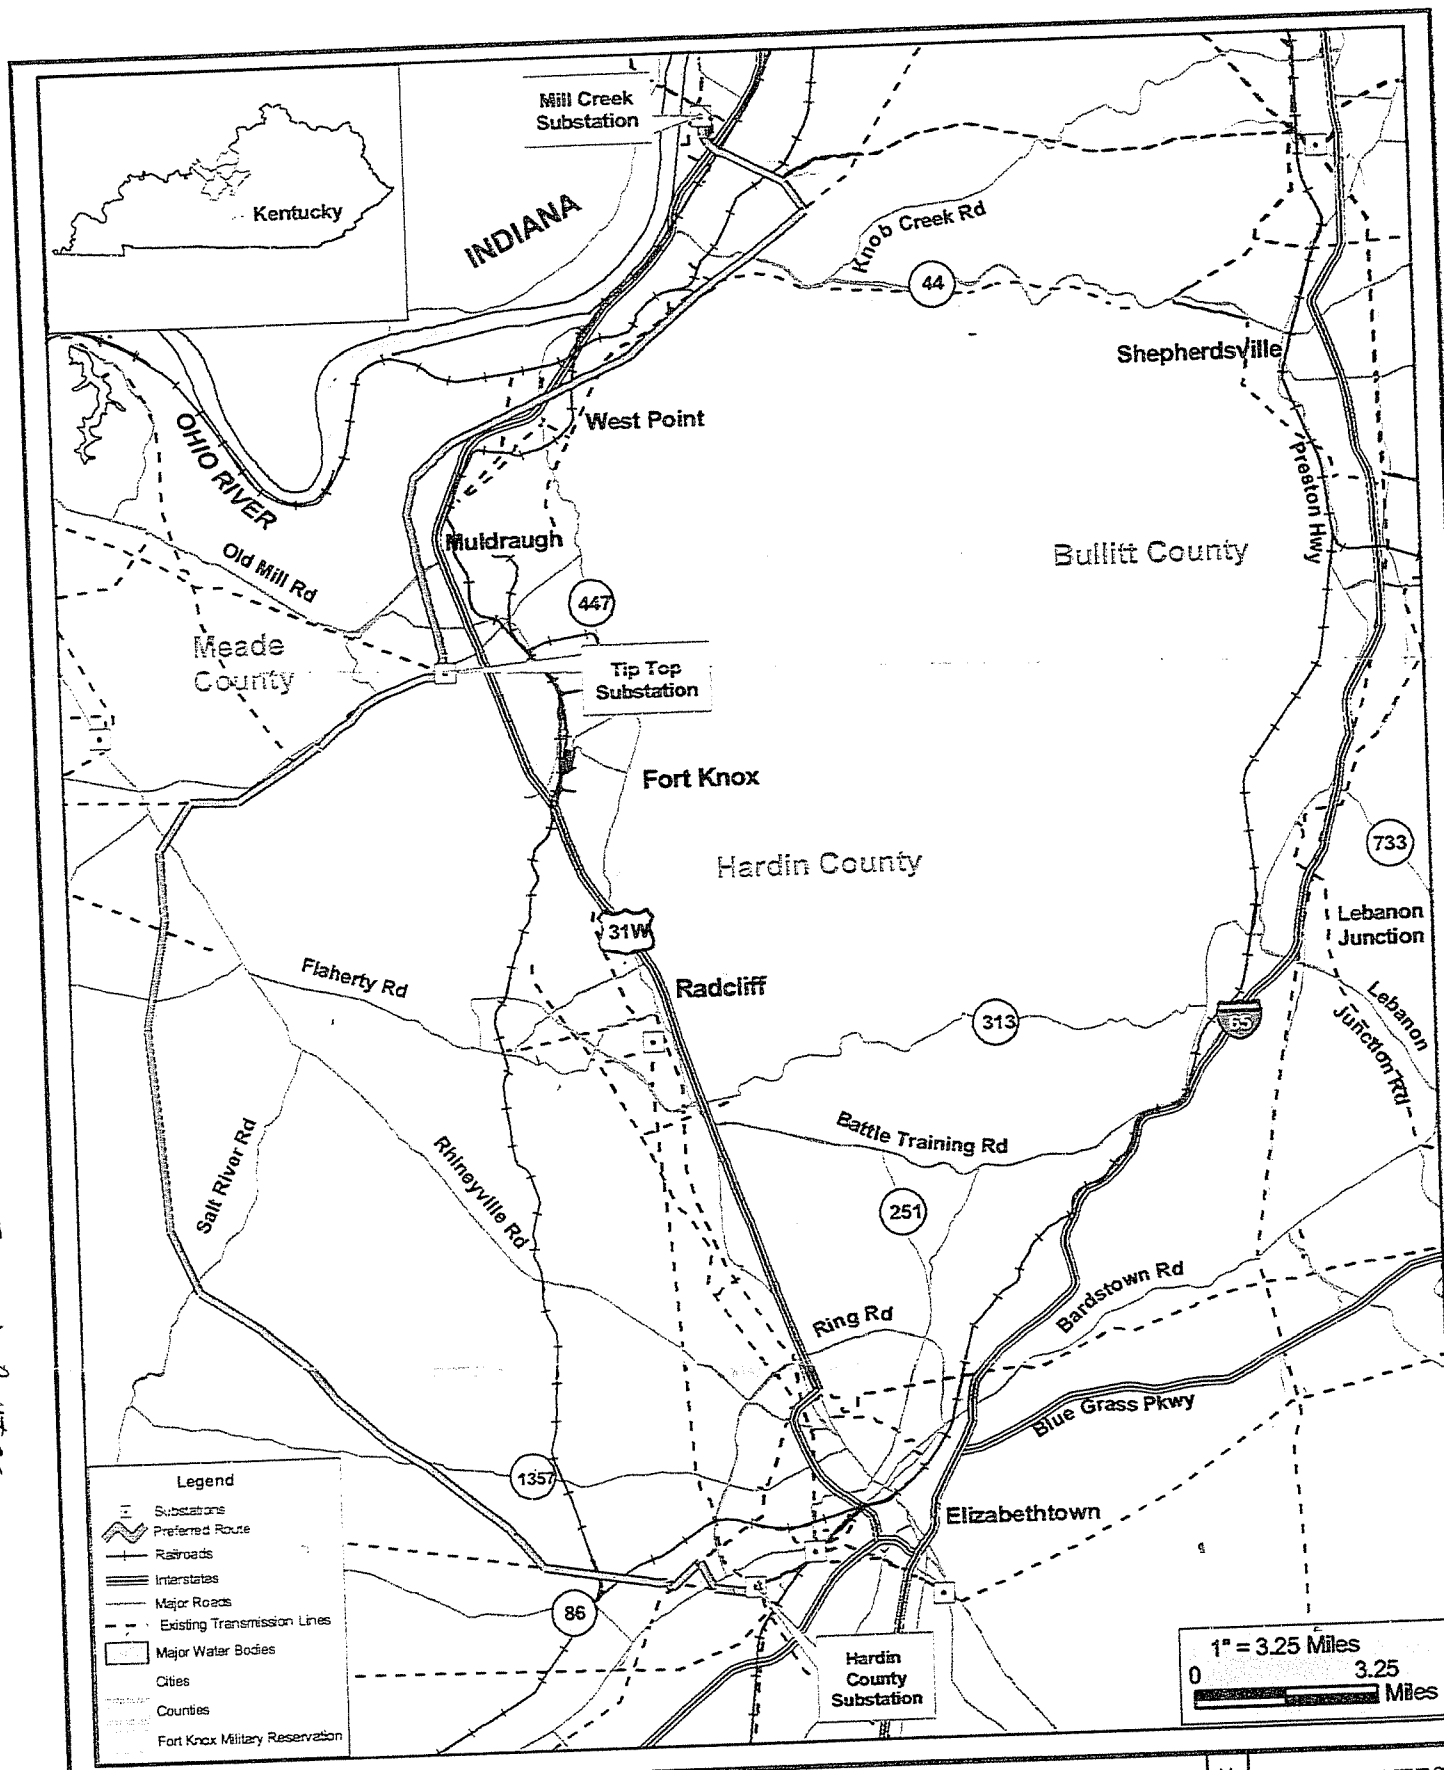 Mill Creek
Substation
Kentucky
INDIANA
Knob Creek Rd
44
Shepherdsville
West Point
OHIO RIVER
Preston Hwy
Old Mill Rd
Muldraugh
Bullitt County
447
Meade
County
Tip Top
Substation
Fort Knox
733
Hardin County
Lebanon
Junction
31W
Flaherty Rd
Radcliff
313
65
Lebanon
Junction Rd
Battle Training Rd
Salt River Rd
Rhineyville Rd
251
Bardstown Rd
Ring Rd
Blue Grass Pkwy
1357
Elizabethtown
86
Hardin
County
Substation
Legend
Substations
Preferred Route
Railroads
Interstates
Major Roads
Existing Transmission Lines
Major Water Bodies
Cities
Counties
Fort Knox Military Reservation
1" = 3.25 Miles
0 3.25
Miles